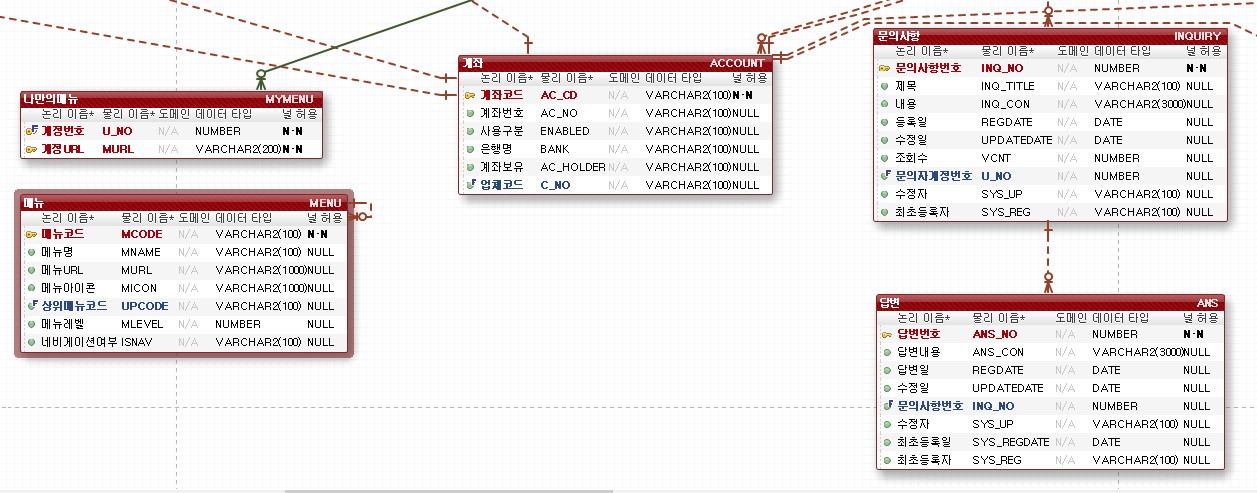 나만의메뉴 MYMENU
논리 이름* 물리 이름* 도메인 데이터 타입 널 허용
계정번호 U_NO N/A NUMBER N-N
계정URL MURL N/A VARCHAR2(200) N-N
메뉴 MENU
논리 이름* 물리 이름* 도메인 데이터 타입 널 허용
메뉴코드 MCODE N/A VARCHAR2(100) N-N
메뉴명 MNAME N/A VARCHAR2(100) NULL
메뉴URL MURL N/A VARCHAR2(1000) NULL
메뉴아이콘 MICON N/A VARCHAR2(1000) NULL
상위메뉴코드 UPCODE N/A VARCHAR2(100) NULL
메뉴레벨 MLEVEL N/A NUMBER NULL
네비게이션여부 ISNAV N/A VARCHAR2(100) NULL
계좌 ACCOUNT
논리 이름* 물리 이름* 도메인 데이터 타입 널 허용
계좌코드 AC_CD N/A VARCHAR2(100) N-N
계좌번호 AC_NO N/A VARCHAR2(100) NULL
사용구분 ENABLED N/A VARCHAR2(100) NULL
은행명 BANK N/A VARCHAR2(100) NULL
계좌보유 AC_HOLDER N/A VARCHAR2(100) NULL
업체코드 C_NO N/A VARCHAR2(100) NULL
문의사항 INQUIRY
논리 이름* 물리 이름* 도메인 데이터 타입 널 허용
문의사항번호 INQ_NO N/A NUMBER N-N
제목 INQ_TITLE N/A VARCHAR2(100) NULL
내용 INQ_CON N/A VARCHAR2(3000) NULL
등록일 REGDATE N/A DATE NULL
수정일 UPDATEDATE N/A DATE NULL
조회수 VCNT N/A NUMBER NULL
문의자계정번호 U_NO N/A NUMBER NULL
수정자 SYS_UP N/A VARCHAR2(100) NULL
최초등록자 SYS_REG N/A VARCHAR2(100) NULL
답변 ANS
논리 이름* 물리 이름* 도메인 데이터 타입 널 허용
답변번호 ANS_NO N/A NUMBER N-N
답변내용 ANS_CON N/A VARCHAR2(3000) NULL
답변일 REGDATE N/A DATE NULL
수정일 UPDATEDATE N/A DATE NULL
문의사항번호 INQ_NO N/A NUMBER NULL
수정자 SYS_UP N/A VARCHAR2(100) NULL
최초등록일 SYS_REGDATE N/A DATE NULL
최초등록자 SYS_REG N/A VARCHAR2(100) NULL